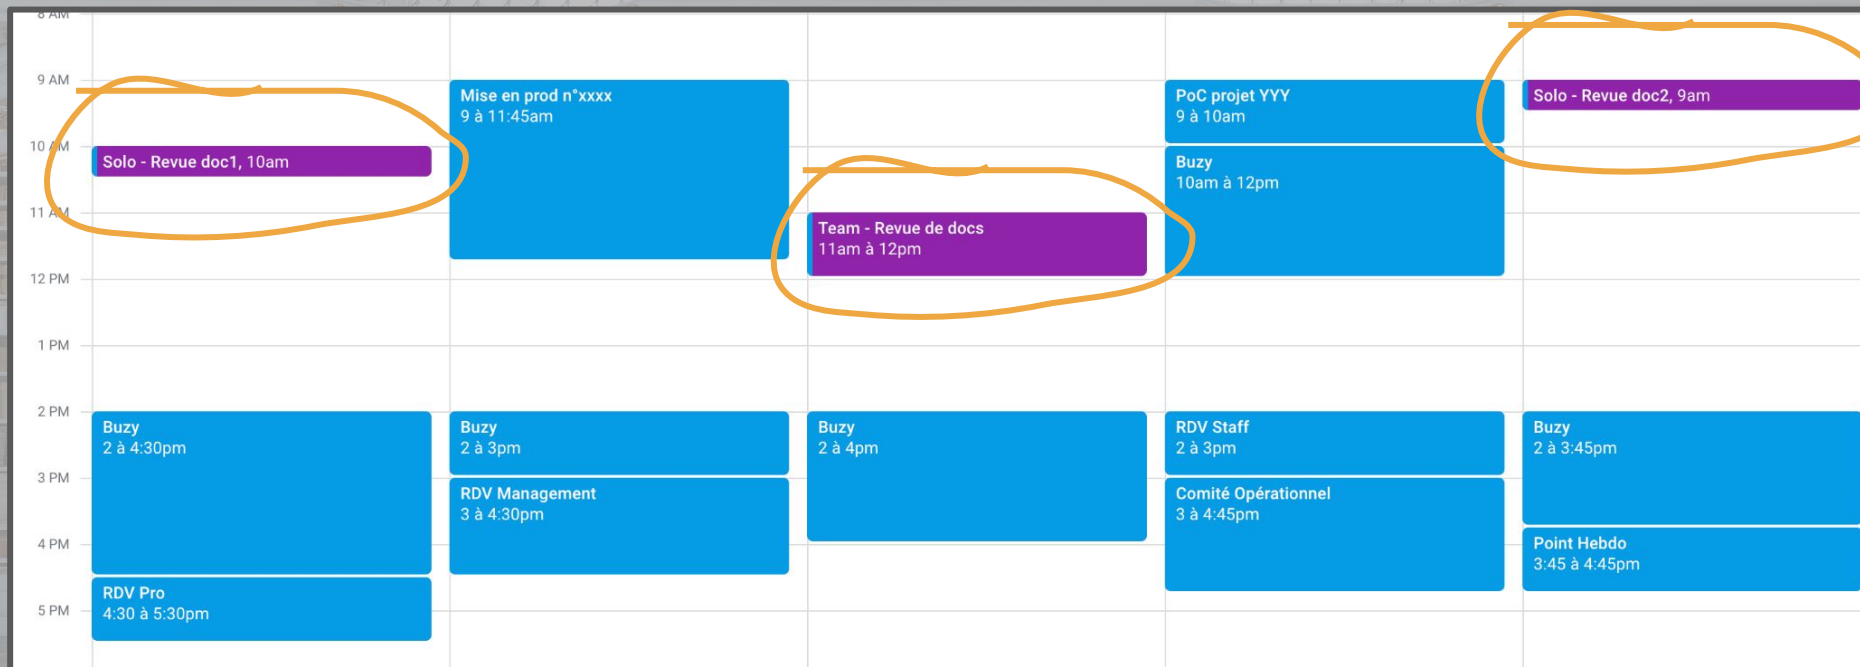 8 AM
9 AM
10 AM
11 AM
12 PM
1 PM
2 PM
3 PM
4 PM
5 PM
Solo - Revue doc1, 10am
Buzy
2 à 4:30pm
RDV Pro
4:30 à 5:30pm
Mise en prod n°xxxx
9 à 11:45am
Buzy
2 à 3pm
RDV Management
3 à 4:30pm
Team - Revue de docs
11am à 12pm
Buzy
2 à 4pm
PoC projet YYY
9 à 10am
Buzy
10am à 12pm
RDV Staff
2 à 3pm
Comité Opérationnel
3 à 4:45pm
Solo - Revue doc2, 9am
Buzy
2 à 3:45pm
Point Hebdo
3:45 à 4:45pm